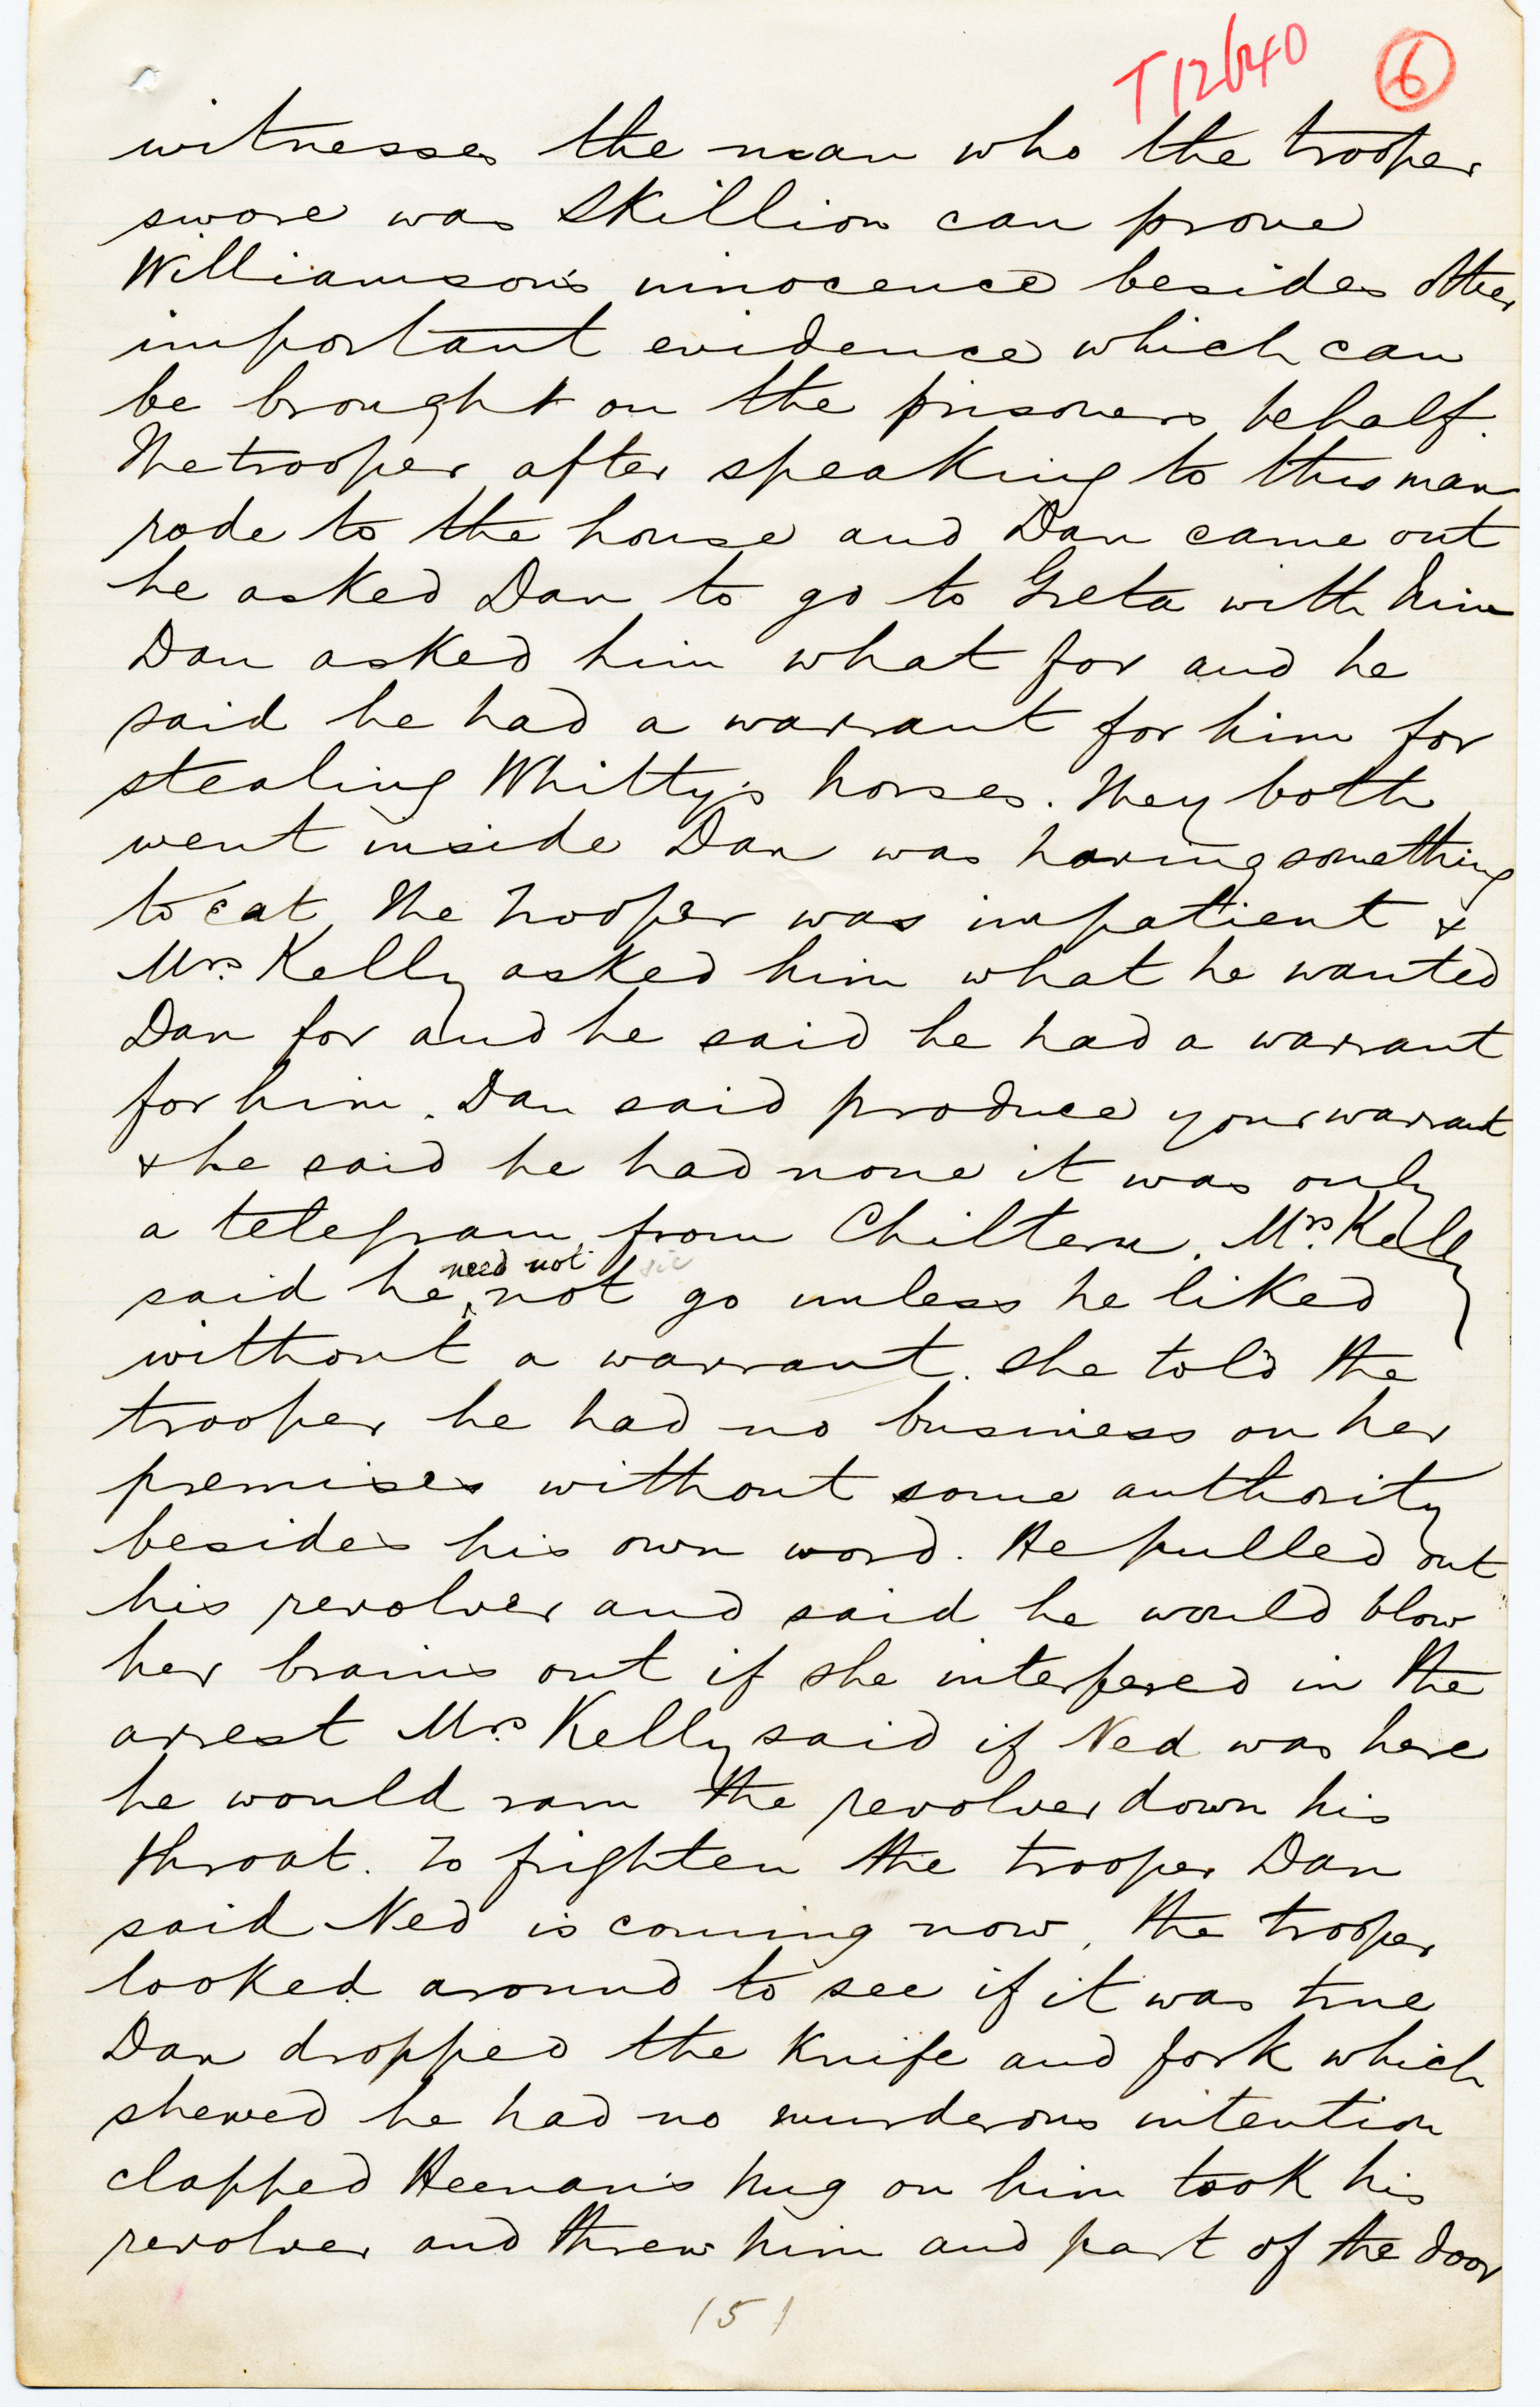 T12640 6
witnesses the man who the trooper
swore was Skillion can prove
Williamson's innocence besides other
important evidence which can
be brought on the prisoners behalf.
The trooper after speaking to this man
rode to the house and Dan came out
he asked Dan to go to Greta with him
Dan asked him what for and he
said he had a warrant for him for
stealing Whitty's horses. They both
went inside Dan was having something
to eat, The trooper was impatient &
Mrs. Kelly asked him what he wanted
Dan for and he said he had a warrant
for him. Dan said produce your warrant
& he said he had none it was only
a telegram from Chiltern. Mrs. Kelly
need not sic
said he not go unless he liked
without a warrant. She told the
trooper he had no business on her
premises without some authority
besides his own word. He pulled out
his revolver and said he would blow
her brains out if she interfered in the
arrest Mrs Kelly said if Ned was here
he would ram the revolver down his
throat. To frighten the trooper Dan
said Ned is coming now, the trooper
looked around to see if it was true
Dan dropped the knife and fork which
shewed he had no murderous intention
clapped Heenan's hug on him took his
revolver and threw him and part of the door
(5)